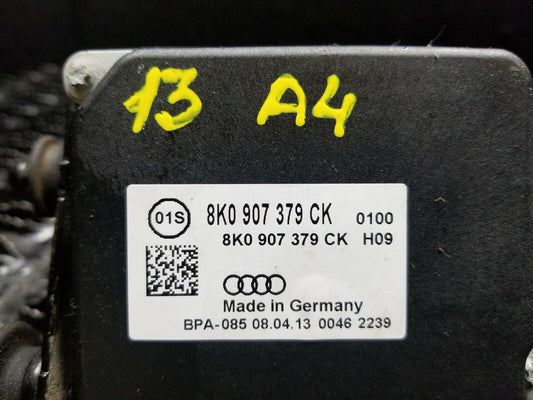 13 A4
01S 8K0 907 379 CK 0100
8K0 907 379 CK H09
Made in Germany
BPA-085 08.04.13 0046 2239